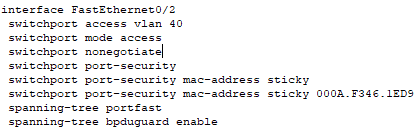 interface FastEthernet0/2
switchport access vlan 40
switchport mode access
switchport nonegotiate
switchport port-security
switchport port-security mac-address sticky
switchport port-security mac-address sticky 000A.F346.1ED9
spanning-tree portfast
spanning-tree bpduguard enable